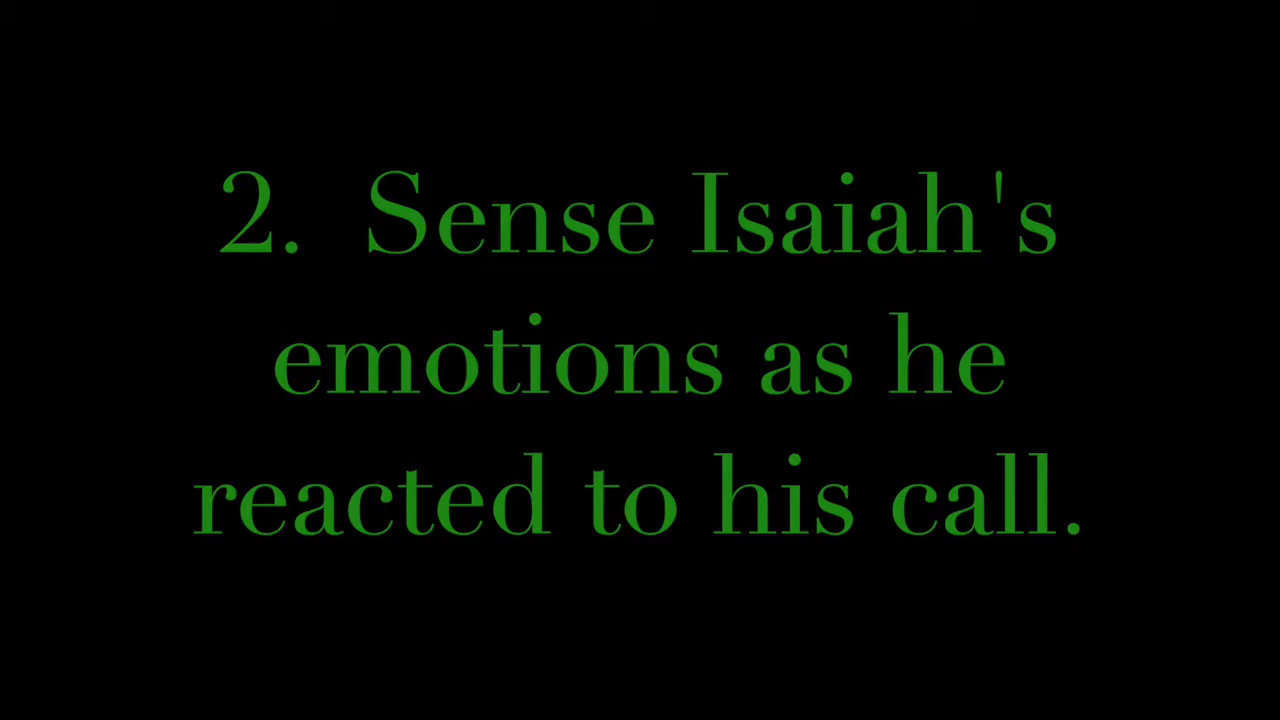 2.  Sense Isaiah's
emotions as he
reacted to his call.